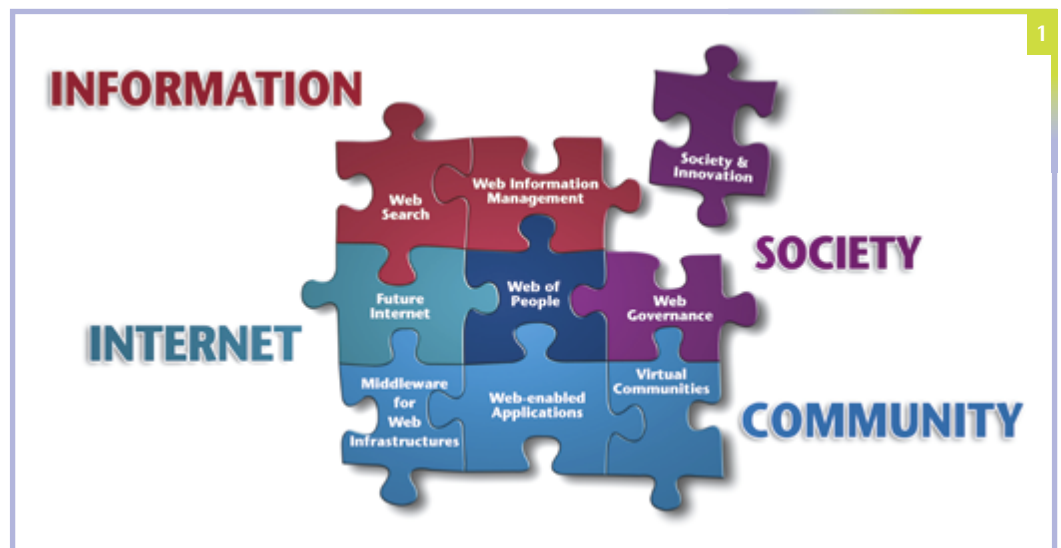 1
INFORMATION
Society &
Innovation
Web
Search
Web Information
Management
SOCIETY
Future
Internet
Web of
People
Web
Governance
INTERNET
Middleware
for
Web
Infrastructures
Web-enabled
Applications
Virtual
Communities
COMMUNITY